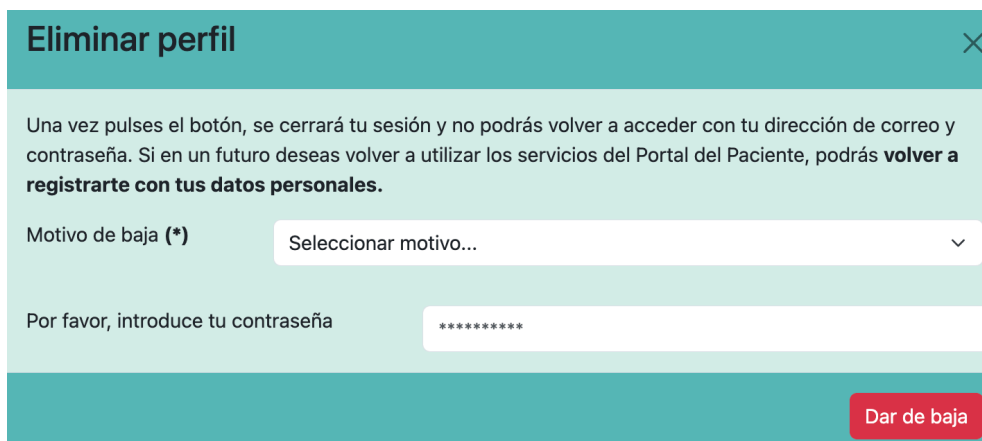 Eliminar perfil
Una vez pulses el botón, se cerrará tu sesión y no podrás volver a acceder con tu dirección de correo y
contraseña. Si en un futuro deseas volver a utilizar los servicios del Portal del Paciente, podrás volver a
registrarte con tus datos personales.
Motivo de baja (*)
Seleccionar motivo...
Por favor, introduce tu contraseña
**********
Dar de baja